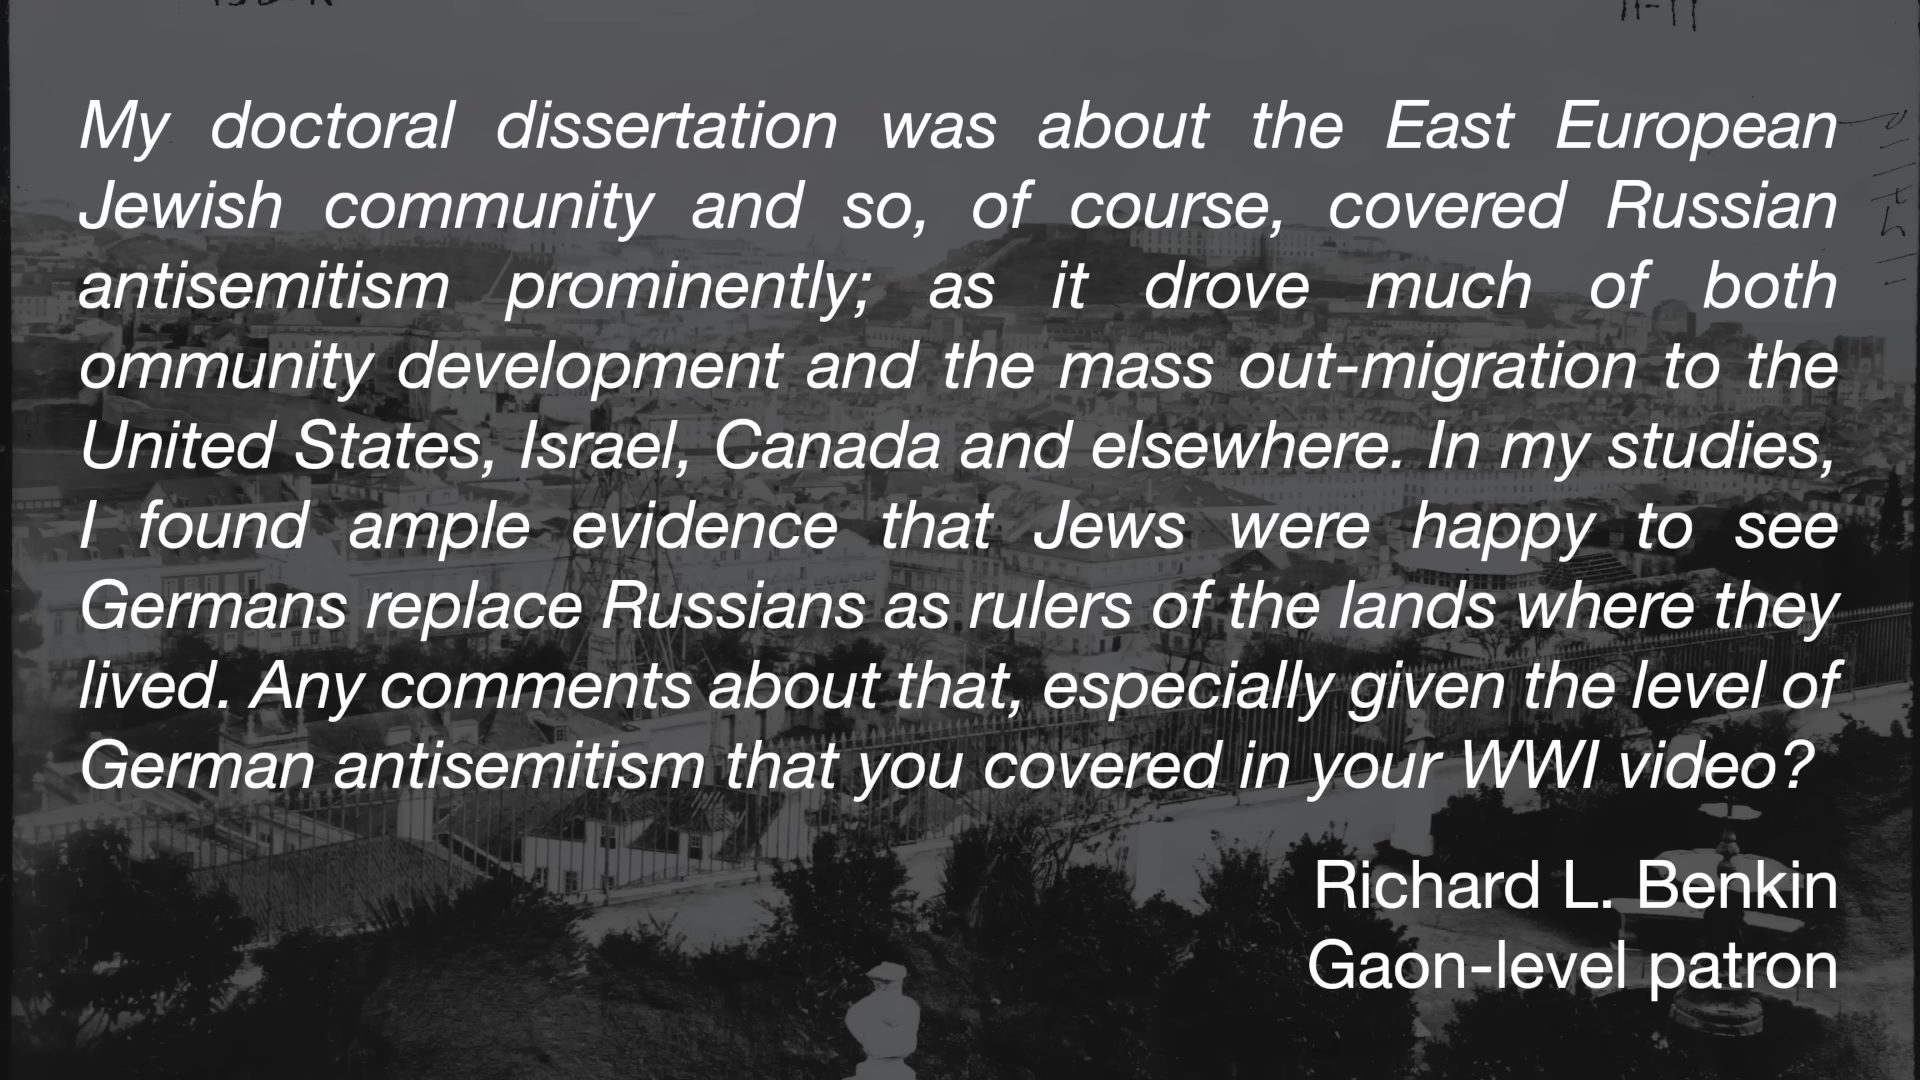 My doctoral dissertation was about the East European
Jewish community and so, of course, covered Russian
antisemitism prominently; as it drove much of both
ommunity development and the mass out-migration to the
United States, Israel, Canada and elsewhere. In my studies,
I found ample evidence that Jews were happy to see
Germans replace Russians as rulers of the lands where they
lived. Any comments about that, especially given the level of
German antisemitism that you covered in your WWI video?
Richard L. Benkin
Gaon-level patron